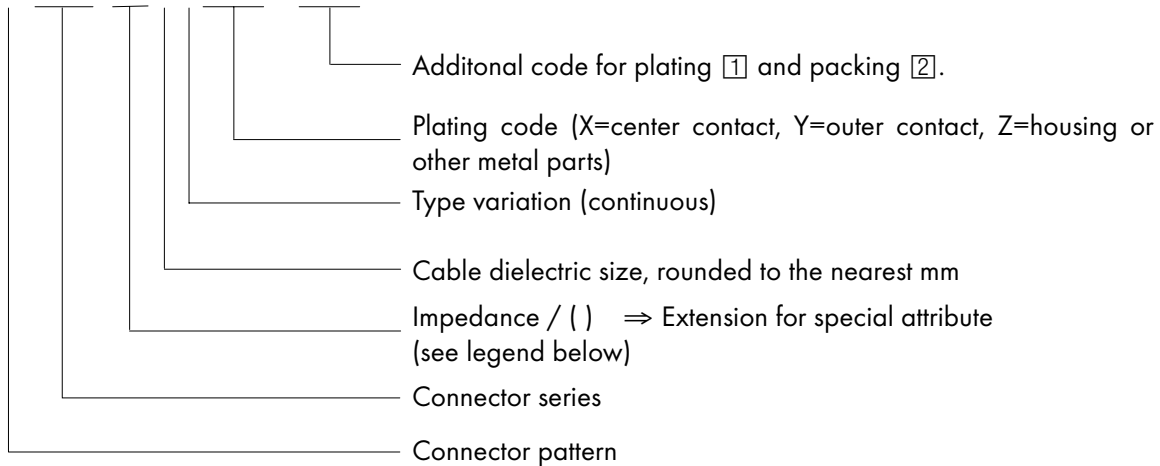 Additonal code for plating 1 and packing 2.
Plating code (X=center contact, Y=outer contact, Z=housing or
other metal parts)
Type variation (continuous)
Cable dielectric size, rounded to the nearest mm
Impedance / ( ) ⇒ Extension for special attribute
(see legend below)
Connector series
Connector pattern